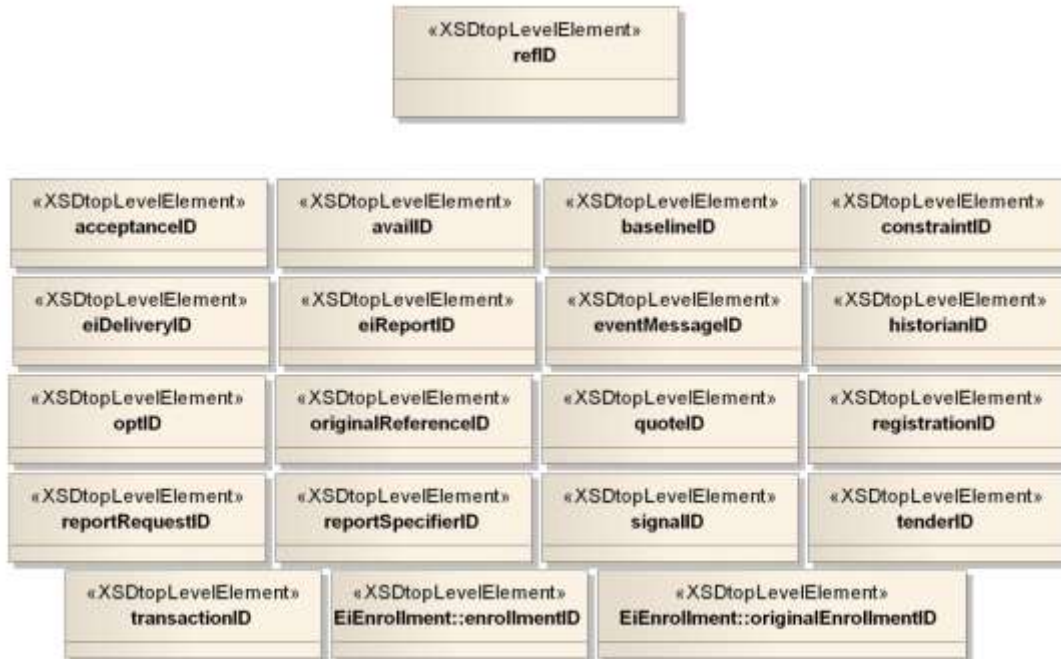 «XSDtopLevelElement»
refID
«XSDtopLevelElement» «XSDtopLevelElement» «XSDtopLevelElement» «XSDtopLevelElement»
acceptanceID availID baselineID constraintID
«XSDtopLevelElement» «XSDtopLevelElement» «XSDtopLevelElement» «XSDtopLevelElement»
eiDeliveryID eiReportID eventMessageID historianID
«XSDtopLevelElement» «XSDtopLevelElement» «XSDtopLevelElement» «XSDtopLevelElement»
optID originalReferenceID quoteID registrationID
«XSDtopLevelElement» «XSDtopLevelElement» «XSDtopLevelElement» «XSDtopLevelElement»
reportRequestID reportSpecifierID signalID tenderID
«XSDtopLevelElement» «XSDtopLevelElement» «XSDtopLevelElement»
transactionID EiEnrollment::enrollmentID EiEnrollment::originalEnrollmentID